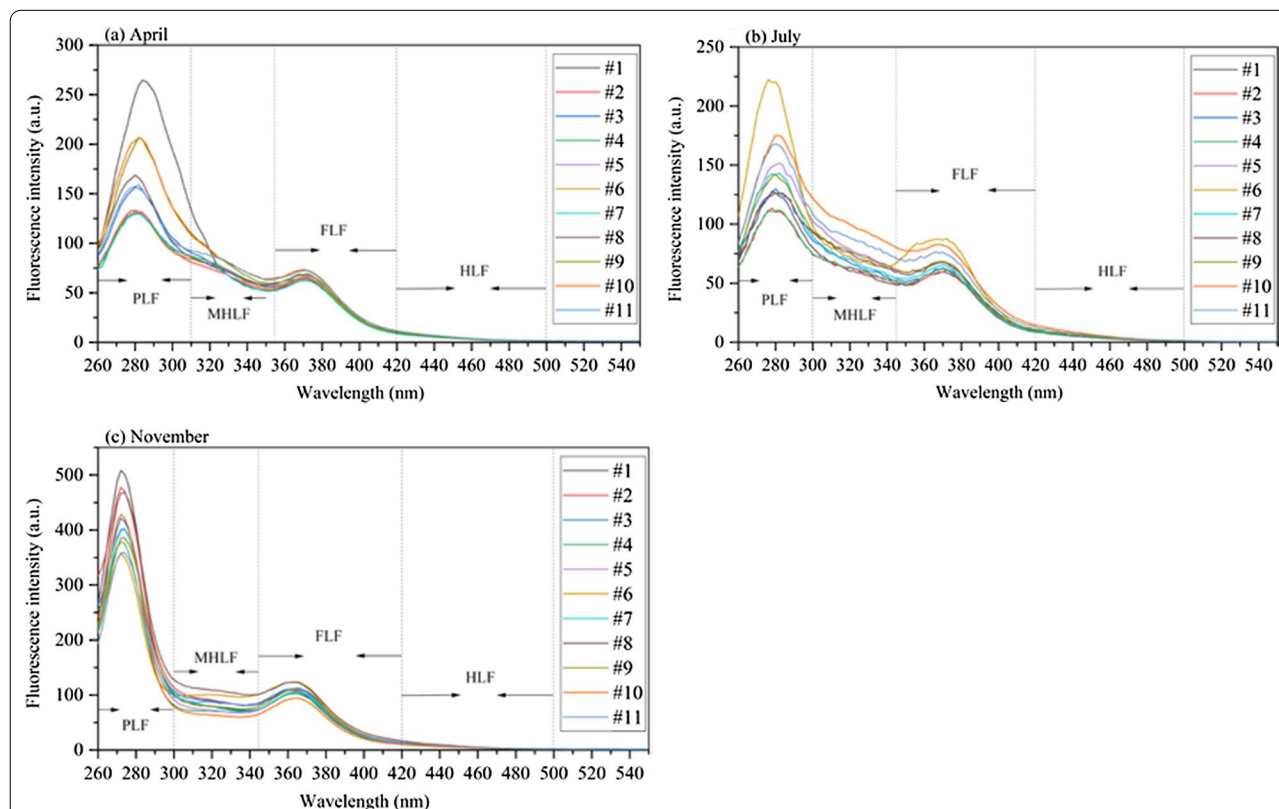 (a) April
300
250
200
150
100
50
0
Fluorescence intensity (a.u.)
PLF
MHLF
FLF
HLF
#1
#2
#3
#4
#5
#6
#7
#8
#9
#10
#11
260 280 300 320 340 360 380 400 420 440 460 480 500 520 540
Wavelength (nm)
(b) July
250
200
150
100
50
0
Fluorescence intensity (a.u.)
PLF
MHLF
FLF
HLF
#1
#2
#3
#4
#5
#6
#7
#8
#9
#10
#11
260 280 300 320 340 360 380 400 420 440 460 480 500 520 540
Wavelength (nm)
(c) November
500
400
300
200
100
0
Fluorescence intensity (a.u.)
PLF
MHLF
FLF
HLF
#1
#2
#3
#4
#5
#6
#7
#8
#9
#10
#11
260 280 300 320 340 360 380 400 420 440 460 480 500 520 540
Wavelength (nm)